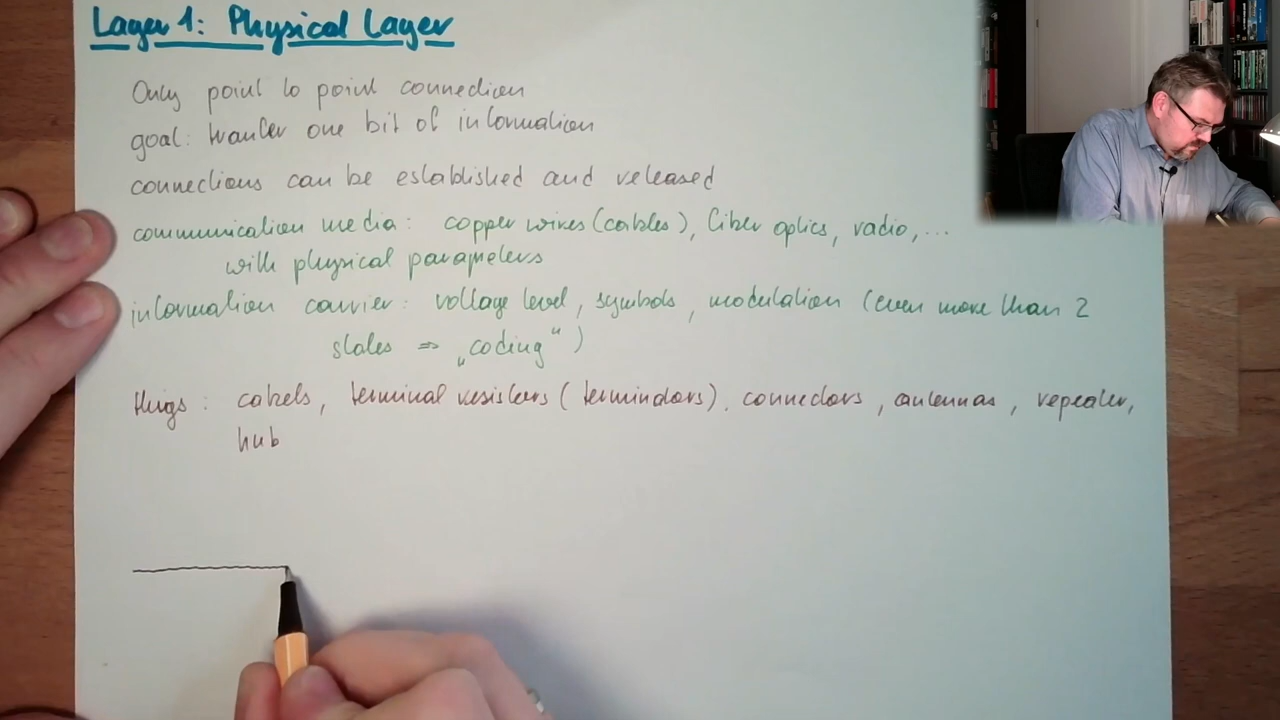 Layer 1: Physical Layer
Only point to point connection
goal: tranfer one bit of information
connections can be established and released
communication media: copper wires (cables), fiber optics, radio, ...
with physical parameters
information carrier: voltage level, symbols, modulation (even more than 2
states ⇒ „coding“)
things: cabels, terminal resisters (terminators), connectors, antennas, repeater,
hub